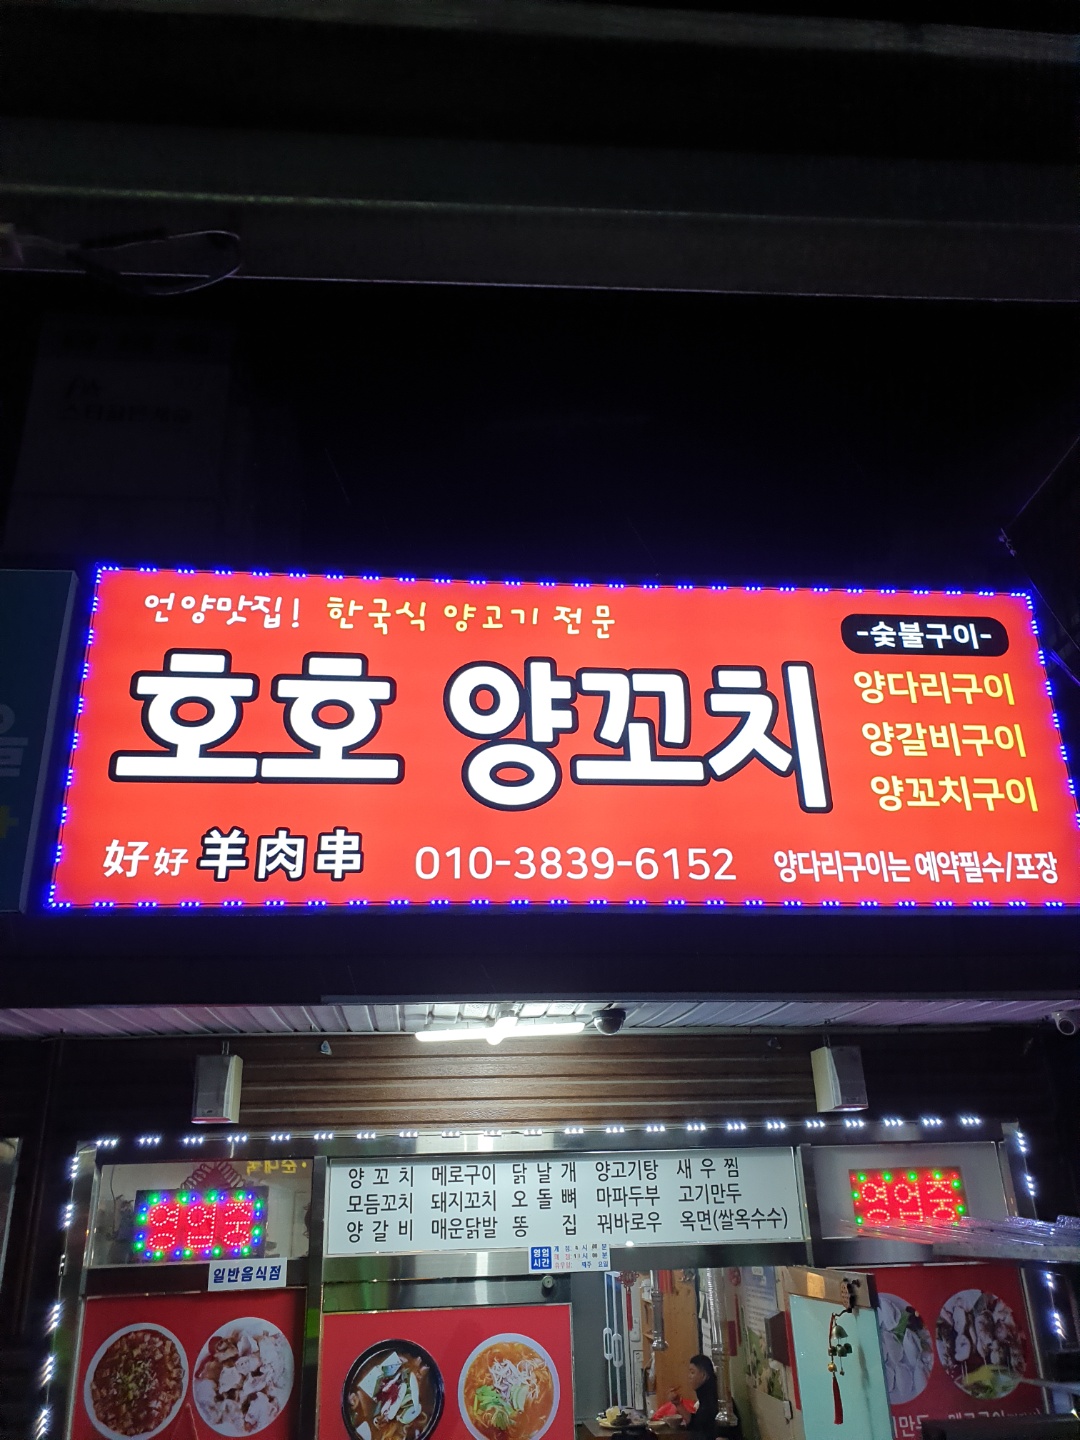 언양맛집! 한국식 양고기 전문
호호 양꼬치
好好 羊肉串 010-3839-6152
-숯불구이-
양다리구이
양갈비구이
양꼬치구이
양다리구이는 예약필수/포장
양꼬치 메로구이 닭날개 양고기탕 새우찜
모듬꼬치 돼지꼬치 오돌뼈 마파두부 고기만두
양갈비 매운닭발 똥집 꿔바로우 옥면(쌀옥수수)
영업중
영업중
영업
시간
일반음식점